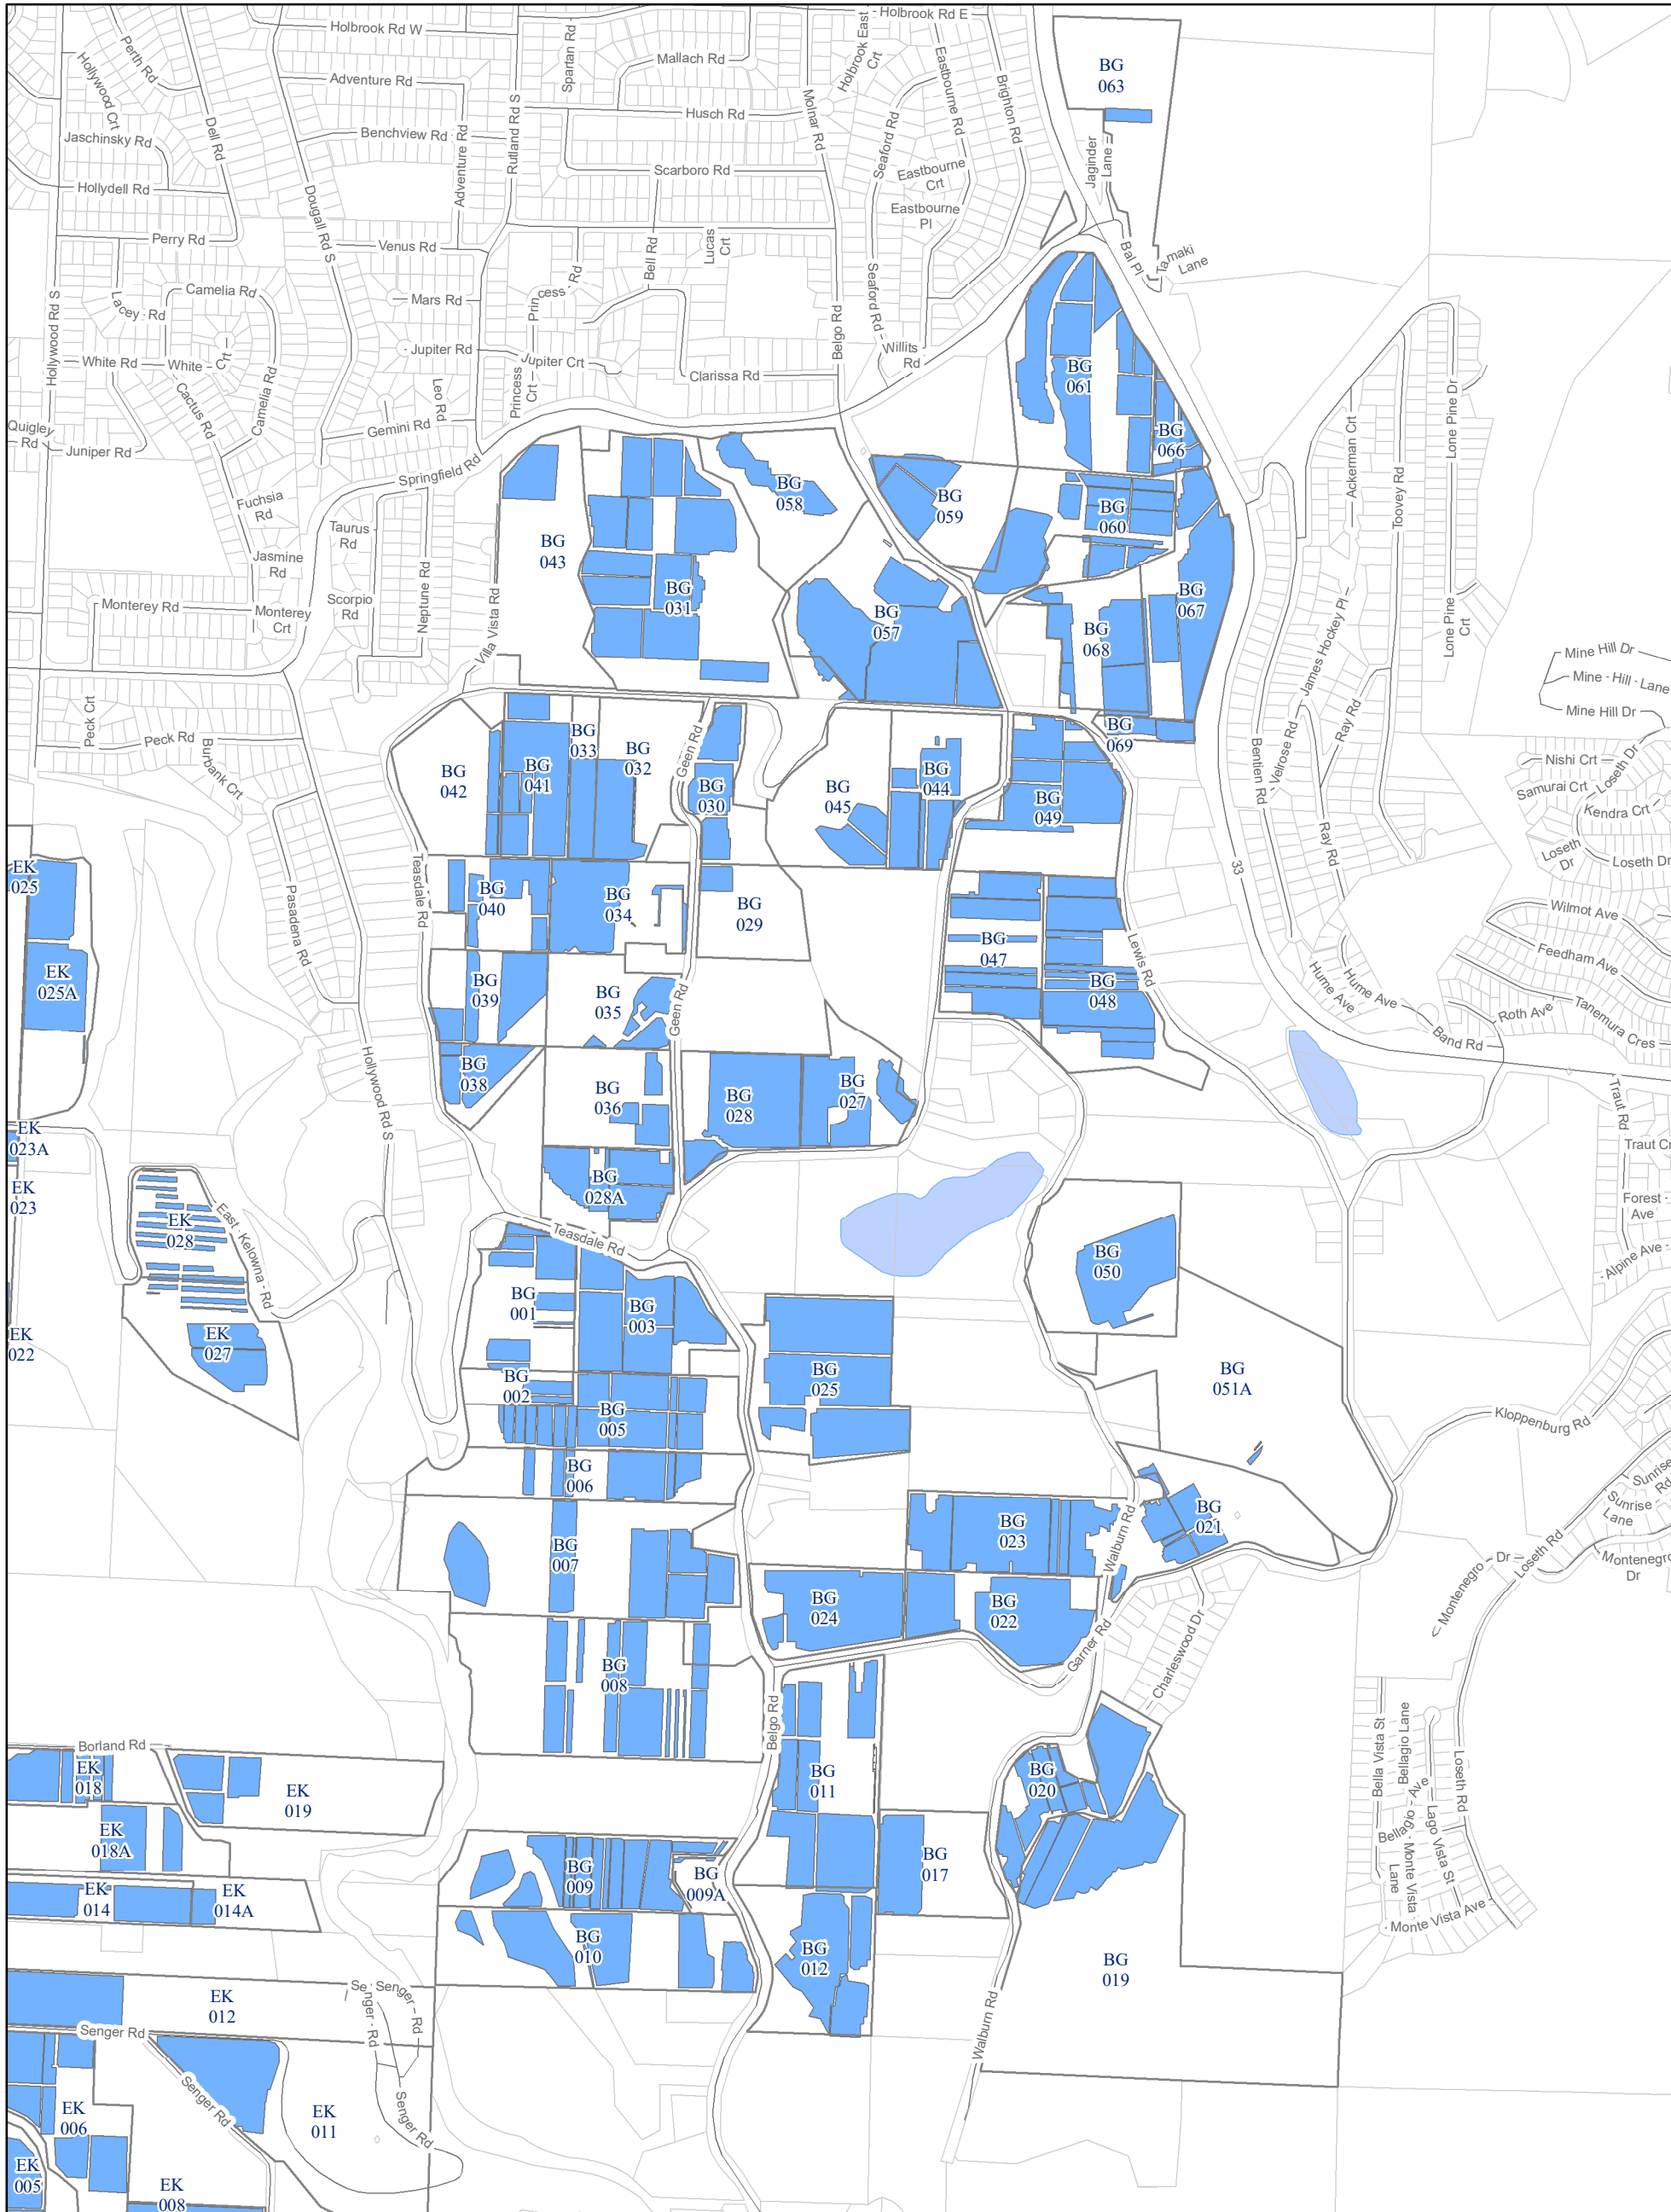 Holbrook Rd W
Holbrook Rd E
Perth Rd
Hollywood Crt
Adventure Rd
Spartan Rd
Mallach Rd
Holbrook East
Crt
Eastbourne Rd
Brighton Rd
BG
063
Dell Rd
Jaschinsky Rd
Benchview Rd
Adventure Rd
Rutland Rd S
Husch Rd
Molnar Rd
Seaford Rd
Jaginder
Lane
Hollydell Rd
Scarboro Rd
Eastbourne
Crt
Eastbourne
Pl
Perry Rd
Dougall Rd S
Venus Rd
Bell Rd
Lucas
Crt
Bal Pl
Tamaki
Lane
Hollywood Rd S
Camelia Rd
Lacey Rd
Mars Rd
Princess Rd
Seaford Rd
Belgo Rd
White Rd
White
Crt
Camelia Rd
Cactus Rd
Jupiter Rd
Jupiter Crt
Princess
Crt
Clarissa Rd
Willits
Rd
BG
061
Leo Rd
Gemini Rd
Quigley
Rd
Juniper Rd
Springfield Rd
BG
066
Ackerman Crt
Toovey Rd
Lone Pine Dr
Fuchsia
Rd
Taurus
Rd
BG
058
BG
059
BG
060
Jasmine
Rd
BG
043
Neptune Rd
Scorpio
Rd
Monterey Rd
Monterey
Crt
Villa Vista Rd
BG
031
BG
057
BG
067
BG
068
James Hockey Pl
Lone Pine
Crt
Mine Hill Dr
Mine Hill Lane
Mine Hill Dr
Peck Crt
Peck Rd
Burbank Crt
BG
042
BG
041
BG
033
BG
032
Geen Rd
BG
030
BG
045
BG
044
BG
049
BG
069
Bentien Rd
Velrose Rd
Ray Rd
Ray Rd
Nishi Crt
Samurai Crt
Loseth Dr
Kendra Crt
Loseth
Dr
Loseth Dr
33
EK
025
Pasadena Rd
Teasdale Rd
BG
040
BG
034
BG
029
Wilmot Ave
BG
047
Lewis Rd
Feedham Ave
EK
025A
BG
039
BG
035
Geen Rd
BG
048
Hume Ave
Hume Ave
Roth Ave
Tanemura Cres
Band Rd
Hollywood Rd S
BG
038
BG
036
BG
028
BG
027
Traut Rd
EK
023A
EK
023
Traut Cr
EK
028
East Kelowna Rd
BG
028A
Teasdale Rd
Forest
Ave
Alpine Ave
BG
050
BG
001
BG
003
EK
022
EK
027
BG
002
BG
005
BG
025
BG
051A
Kloppenburg Rd
BG
006
Sunrise
Rd
Sunrise
Lane
BG
007
BG
023
Walburn Rd
BG
021
Montenegro
Dr
Loseth Rd
Montenegro
Dr
BG
024
BG
022
Garner Rd
Charleswood Dr
BG
008
Belgo Rd
Borland Rd
EK
018
EK
019
EK
018A
BG
011
BG
020
Bella Vista St
Bellagio Lane
Bellagio Ave
Loseth Rd
Lago Vista St
Monte Vista
Lane
Monte Vista Ave
EK
014
EK
014A
BG
009
BG
009A
BG
017
BG
010
BG
012
BG
019
EK
012
Senger Rd
Senger Rd
Senger Rd
Senger Rd
Senger Rd
Walburn Rd
EK
006
EK
011
EK
005
EK
008